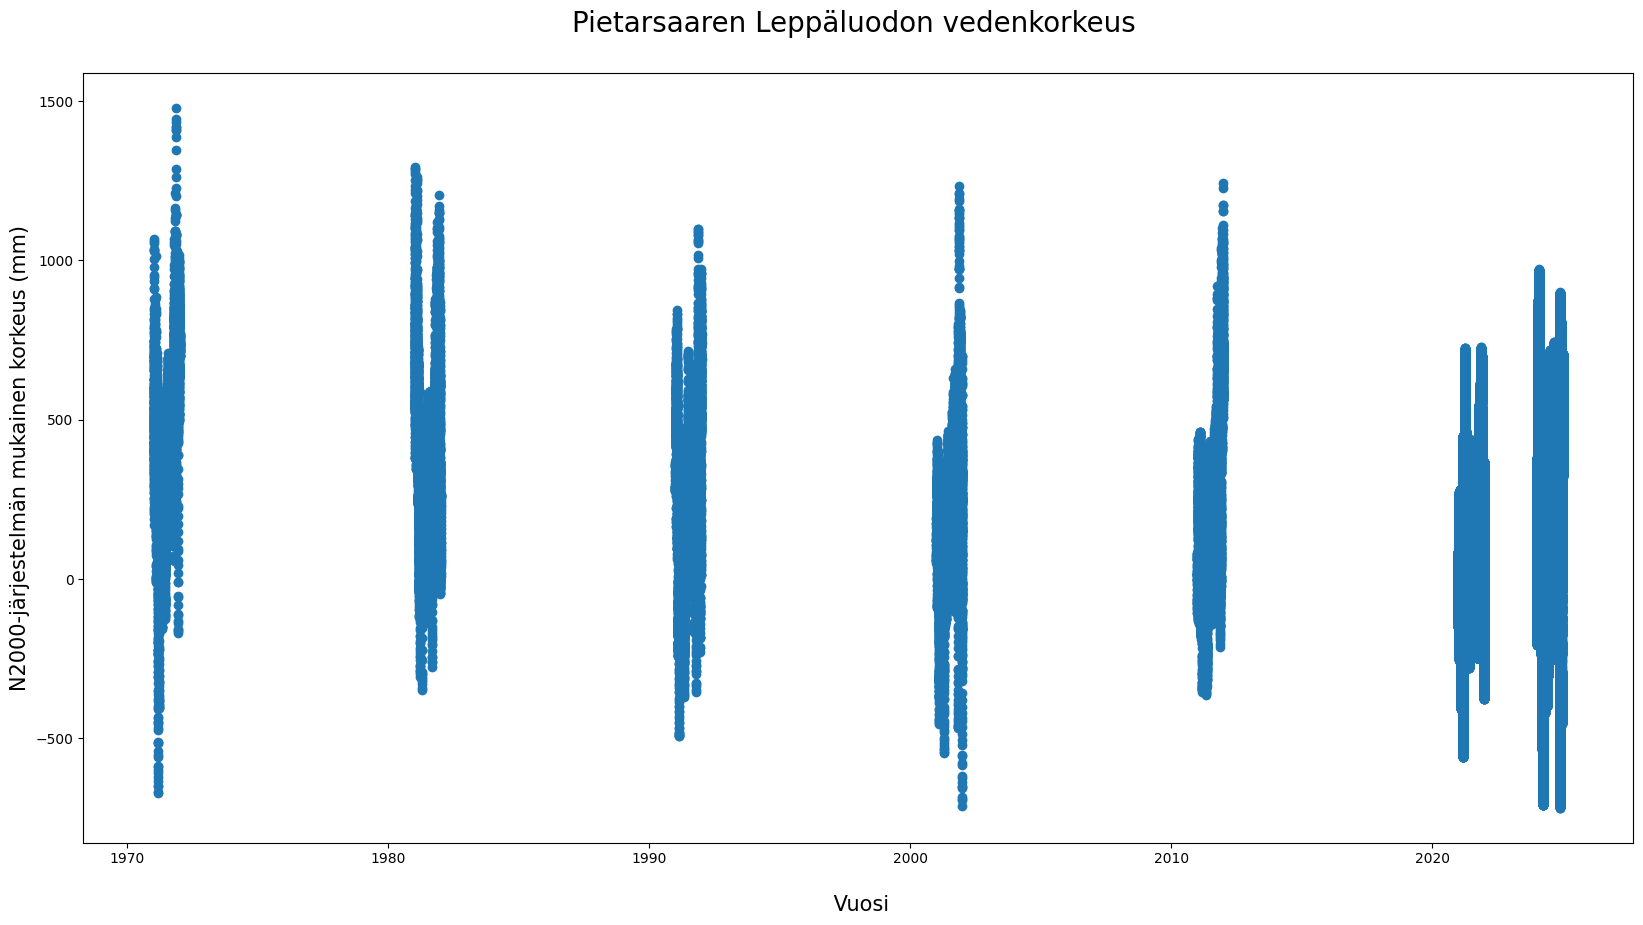 Pietarsaaren Leppäluodon vedenkorkeus
N2000-järjestelmän mukainen korkeus (mm)
1500
1000
500
0
−500
1970 1980 1990 2000 2010 2020
Vuosi